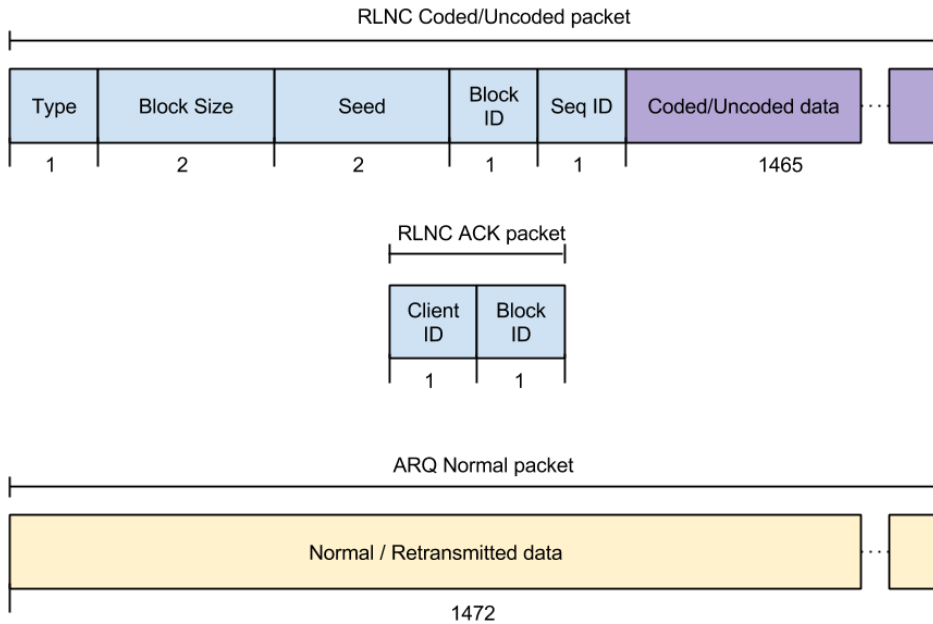 RLNC Coded/Uncoded packet
Type Block Size Seed Block ID Seq ID Coded/Uncoded data
1 2 2 1 1 1465
RLNC ACK packet
Client ID Block ID
1 1
ARQ Normal packet
Normal / Retransmitted data
1472